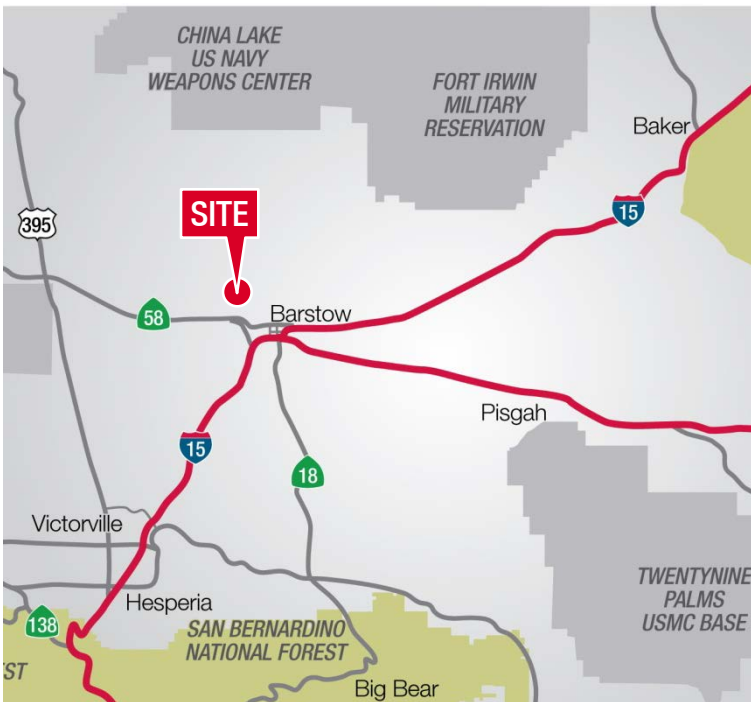 CHINA LAKE
US NAVY
WEAPONS CENTER
FORT IRWIN
MILITARY
RESERVATION
Baker
395
SITE
15
58
Barstow
Pisgah
15
18
Victorville
Hesperia
TWENTYNINE
PALMS
USMC BASE
138
SAN BERNARDINO
NATIONAL FOREST
ST
Big Bear